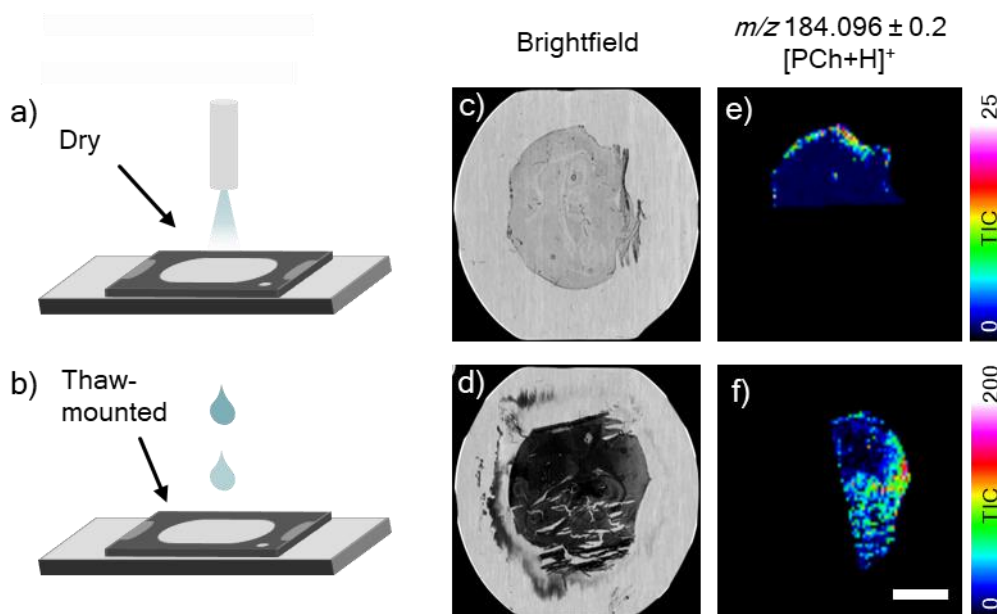 Brightfield
m/z 184.096 ± 0.2
[PCh+H]⁺
a)
Dry
c)
e)
25
TIC
0
b)
Thaw-
mounted
d)
f)
200
TIC
0